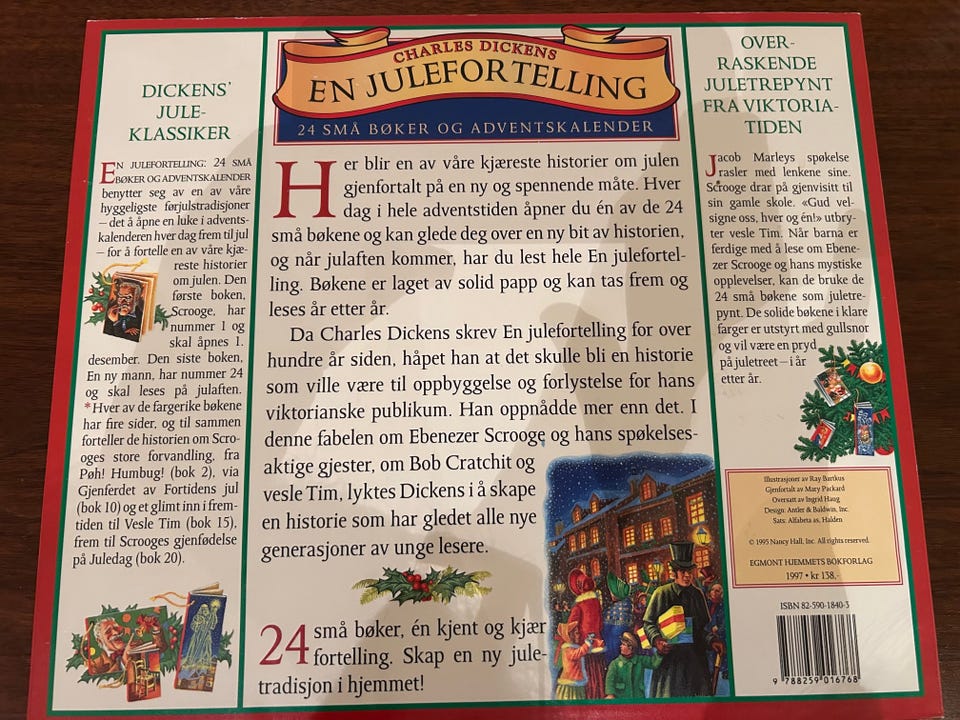 DICKENS'
JULE-
KLASSIKER
EN JULEFORTELLING: 24 SMÅ
BØKER OG ADVENTSKALENDER
benytter seg av en av våre
hyggeligste førjulstradisjoner
– det å åpne en luke i advents-
kalenderen hver dag frem til jul
– for å fortelle en av våre kjæ-
reste historier
om julen. Den
første boken,
Scrooge, har
nummer 1 og
skal åpnes 1.
desember. Den siste boken,
En ny mann, har nummer 24
og skal leses på julaften.
*Hver av de fargerike bøkene
har fire sider, og til sammen
forteller de historien om Scro-
oges store forvandling, fra
Pøh! Humbug! (bok 2), via
Gjenferdet av Fortidens jul
(bok 10) og et glimt inn i frem-
tiden til Vesle Tim (bok 15),
frem til Scrooges gjenfødelse
på Juledag (bok 20).
CHARLES DICKENS
EN JULEFORTELLING
24 SMÅ BØKER OG ADVENTSKALENDER
Her blir en av våre kjæreste historier om julen
gjenfortalt på en ny og spennende måte. Hver
dag i hele adventstiden åpner du én av de 24
små bøkene og kan glede deg over en ny bit av historien,
og når julaften kommer, har du lest hele En julefortel-
ling. Bøkene er laget av solid papp og kan tas frem og
leses år etter år.
Da Charles Dickens skrev En julefortelling for over
hundre år siden, håpet han at det skulle bli en historie
som ville være til oppbyggelse og forlystelse for hans
viktorianske publikum. Han oppnådde mer enn det. I
denne fabelen om Ebenezer Scrooge og hans spøkelses-
aktige gjester, om Bob Cratchit og
vesle Tim, lyktes Dickens i å skape
en historie som har gledet alle nye
generasjoner av unge lesere.
24 små bøker, én kjent og kjær
fortelling. Skap en ny jule-
tradisjon i hjemmet!
OVER-
RASKENDE
JULETREPYNT
FRA VIKTORIA-
TIDEN
Jacob Marleys spøkelse
rasler med lenkene sine.
Scrooge drar på gjenvisitt til
sin gamle skole. «Gud vel-
signe oss, hver og én!» utbry-
ter vesle Tim. Når barna er
ferdige med å lese om Ebene-
zer Scrooge og hans mystiske
opplevelser, kan de bruke de
24 små bøkene som juletre-
pynt. De solide bøkene i klare
farger er utstyrt med gullsnor
og vil være en pryd
på juletreet – i år
etter år.
Illustrasjoner av Ray Bartkus
Gjenfortalt av Mary Packard
Oversatt av Ingrid Haug
Design: Antler & Baldwin, Inc.
Sats: Alfabeta as, Halden
© 1995 Nancy Hall, Inc. All rights reserved.
EGMONT HJEMMETS BOKFORLAG
1997 • kr 138,-
ISBN 82-590-1840-3
9 788259 016768